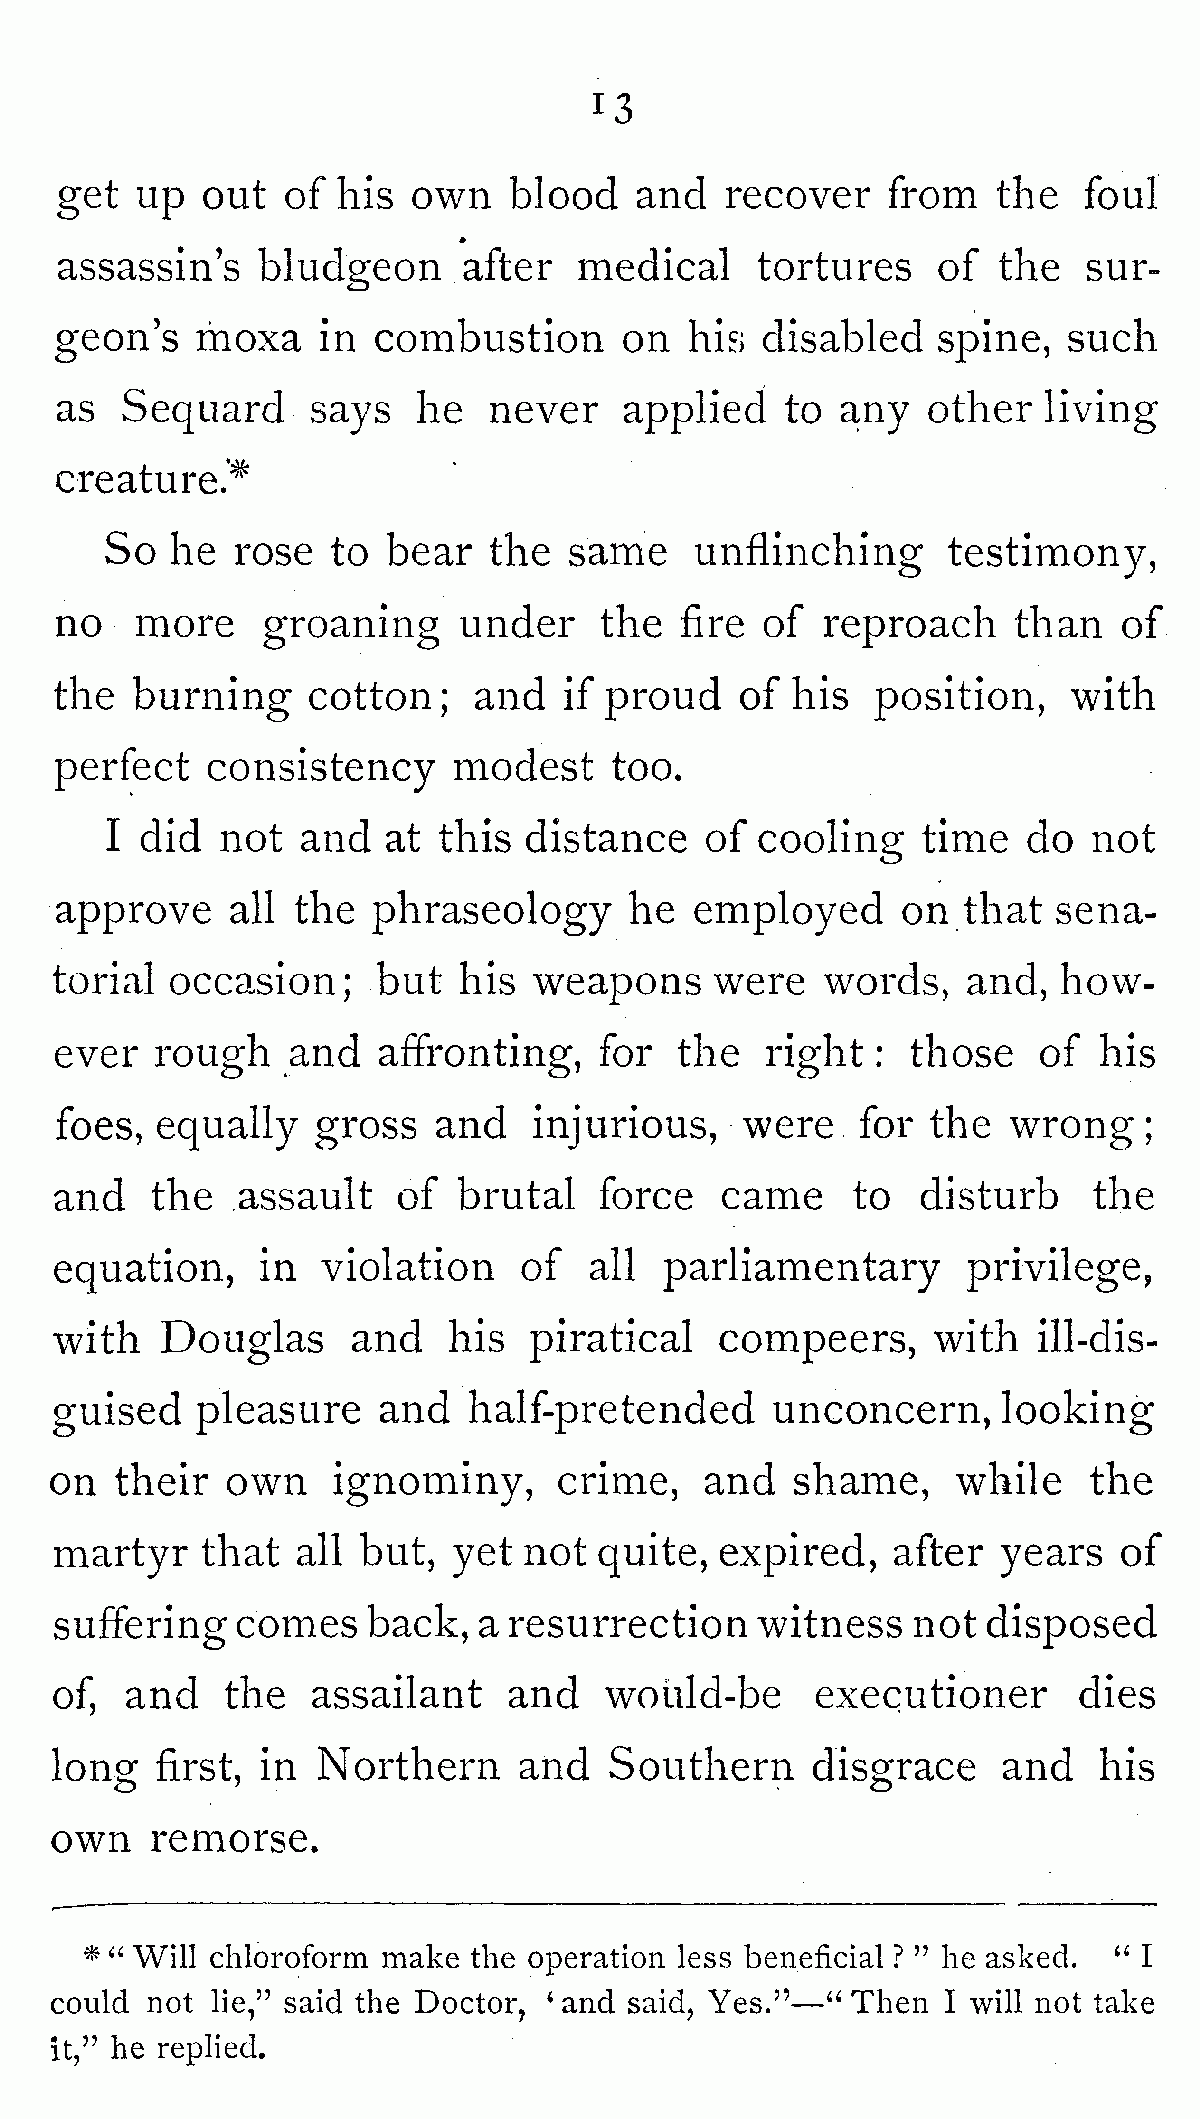 13
get up out of his own blood and recover from the foul
assassin's bludgeon after medical tortures of the sur-
geon's moxa in combustion on his disabled spine, such
as Sequard says he never applied to any other living
creature.*
So he rose to bear the same unflinching testimony,
no more groaning under the fire of reproach than of
the burning cotton; and if proud of his position, with
perfect consistency modest too.
I did not and at this distance of cooling time do not
approve all the phraseology he employed on that sena-
torial occasion; but his weapons were words, and, how-
ever rough and affronting, for the right: those of his
foes, equally gross and injurious, were for the wrong;
and the assault of brutal force came to disturb the
equation, in violation of all parliamentary privilege,
with Douglas and his piratical compeers, with ill-dis-
guised pleasure and half-pretended unconcern, looking
on their own ignominy, crime, and shame, while the
martyr that all but, yet not quite, expired, after years of
suffering comes back, a resurrection witness not disposed
of, and the assailant and would-be executioner dies
long first, in Northern and Southern disgrace and his
own remorse.
* "Will chloroform make the operation less beneficial?" he asked. "I
could not lie," said the Doctor, 'and said, Yes."—"Then I will not take
it," he replied.